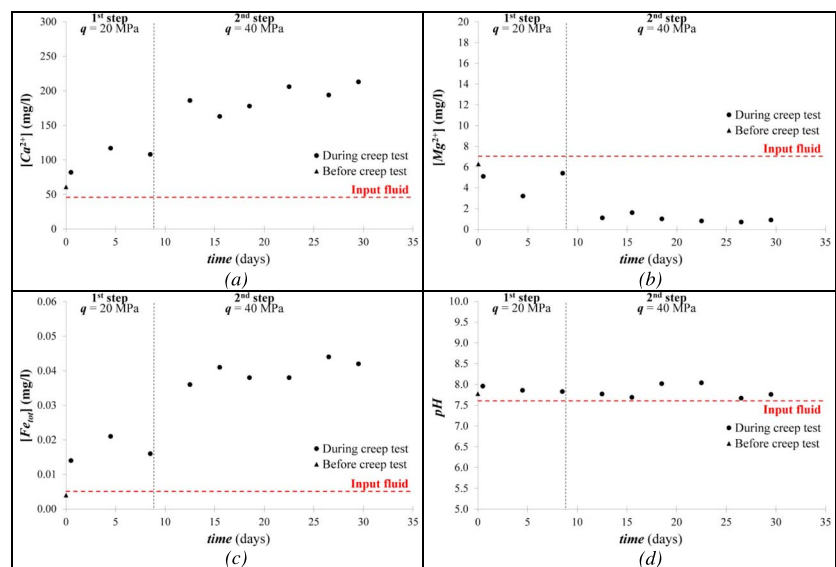 1st step
q = 20 MPa
2nd step
q = 40 MPa
300
250
200
150
100
50
0
[Ca2+] (mg/l)
During creep test
Before creep test
Input fluid
0 5 10 15 20 25 30 35
time (days)
(a)
1st step
q = 20 MPa
2nd step
q = 40 MPa
20
18
16
14
12
10
8
6
4
2
0
[Mg2+] (mg/l)
During creep test
Before creep test
Input fluid
0 5 10 15 20 25 30 35
time (days)
(b)
1st step
q = 20 MPa
2nd step
q = 40 MPa
0.06
0.05
0.04
0.03
0.02
0.01
0.00
[Fetot] (mg/l)
During creep test
Before creep test
Input fluid
0 5 10 15 20 25 30 35
time (days)
(c)
1st step
q = 20 MPa
2nd step
q = 40 MPa
10.0
9.5
9.0
8.5
8.0
7.5
7.0
6.5
6.0
5.5
5.0
pH
Input fluid
During creep test
Before creep test
0 5 10 15 20 25 30 35
time (days)
(d)